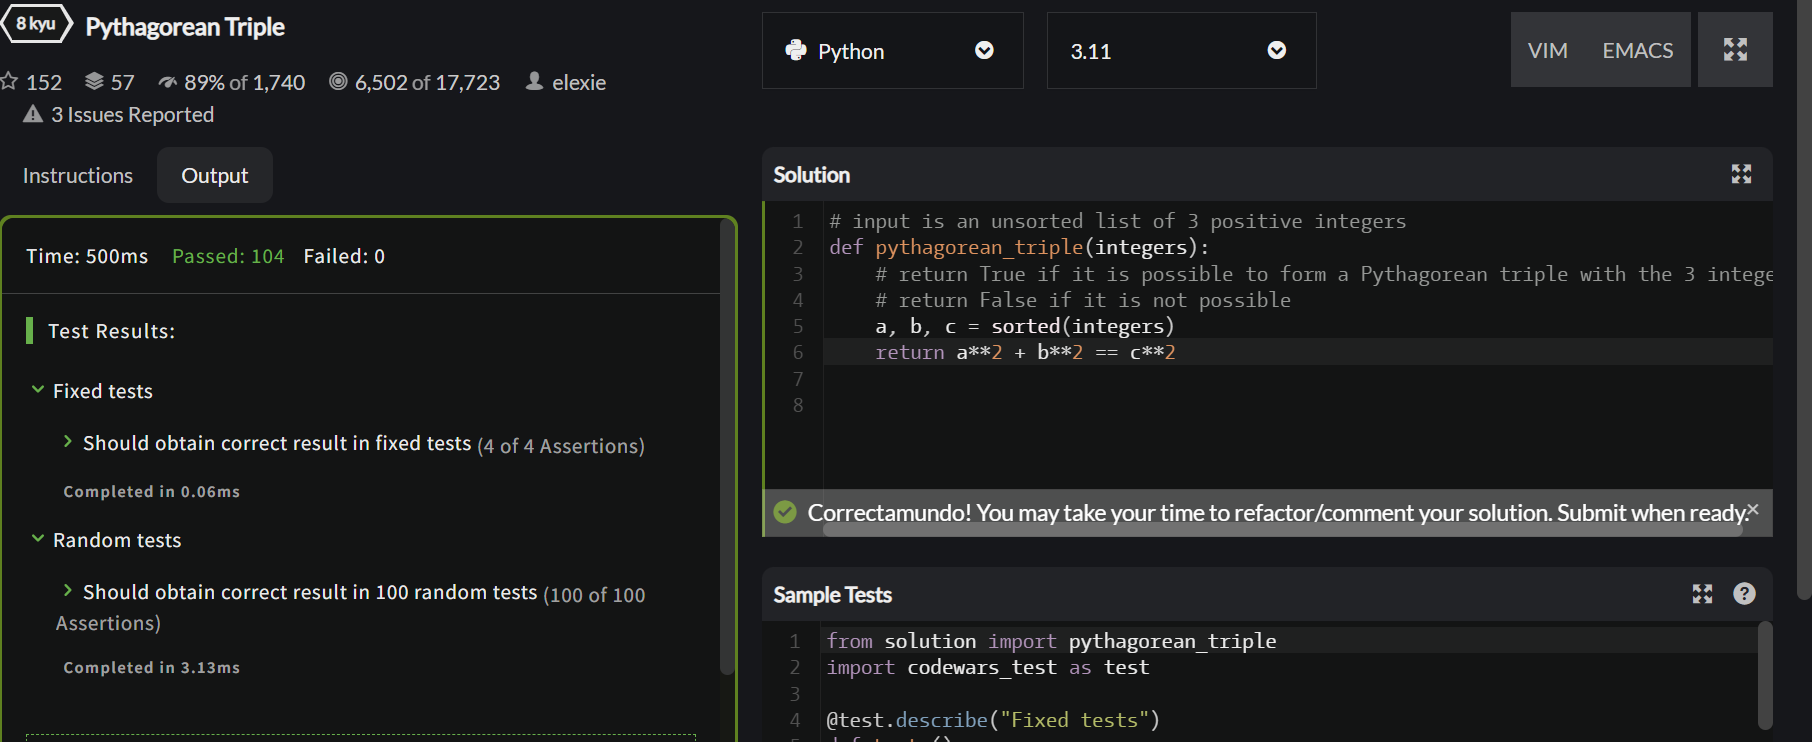 8 kyu Pythagorean Triple
152 57 89% of 1,740 6,502 of 17,723 elexie
3 Issues Reported
Instructions Output
Time: 500ms Passed: 104 Failed: 0
Test Results:
Fixed tests
Should obtain correct result in fixed tests (4 of 4 Assertions)
Completed in 0.06ms
Random tests
Should obtain correct result in 100 random tests (100 of 100
Assertions)
Completed in 3.13ms
Python 3.11 VIM EMACS
Solution
1 # input is an unsorted list of 3 positive integers
2 def pythagorean_triple(integers):
3 # return True if it is possible to form a Pythagorean triple with the 3 intege
4 # return False if it is not possible
5 a, b, c = sorted(integers)
6 return a**2 + b**2 == c**2
7
8
Correctamundo! You may take your time to refactor/comment your solution. Submit when ready.
Sample Tests
1 from solution import pythagorean_triple
2 import codewars_test as test
3
4 @test.describe("Fixed tests")